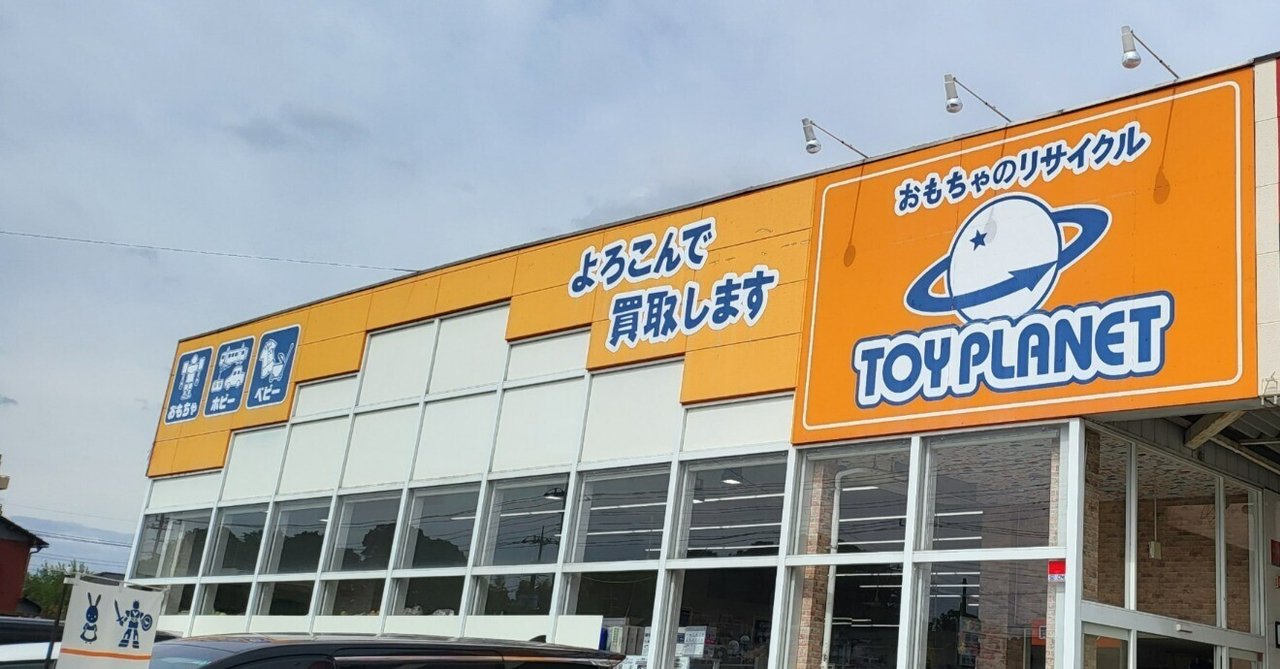 おもちゃのリサイクル
TOY PLANET
よろこんで
買取します
おもちゃ
ホビー
ベビー